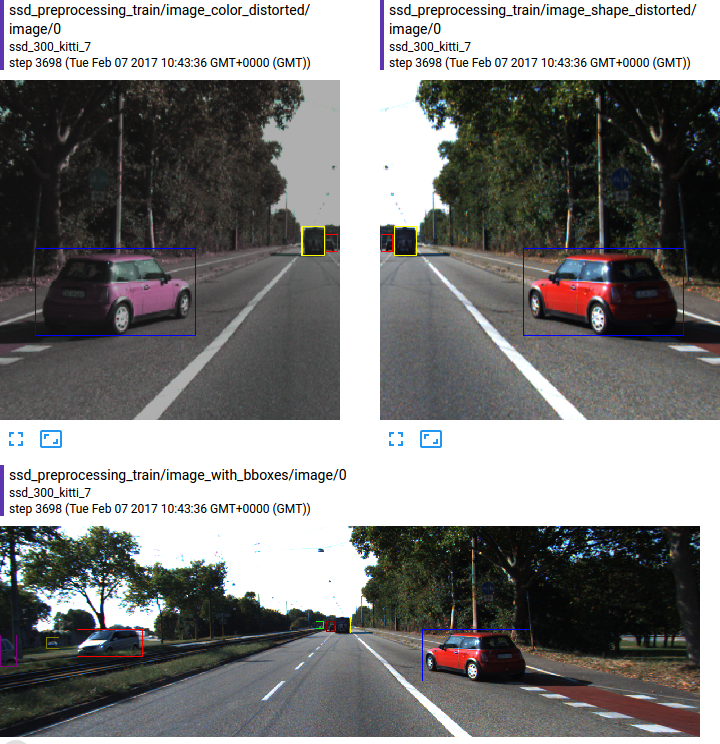 ssd_preprocessing_train/image_color_distorted/
image/0
ssd_300_kitti_7
step 3698 (Tue Feb 07 2017 10:43:36 GMT+0000 (GMT))
ssd_preprocessing_train/image_shape_distorted/
image/0
ssd_300_kitti_7
step 3698 (Tue Feb 07 2017 10:43:36 GMT+0000 (GMT))
ssd_preprocessing_train/image_with_bboxes/image/0
ssd_300_kitti_7
step 3698 (Tue Feb 07 2017 10:43:36 GMT+0000 (GMT))